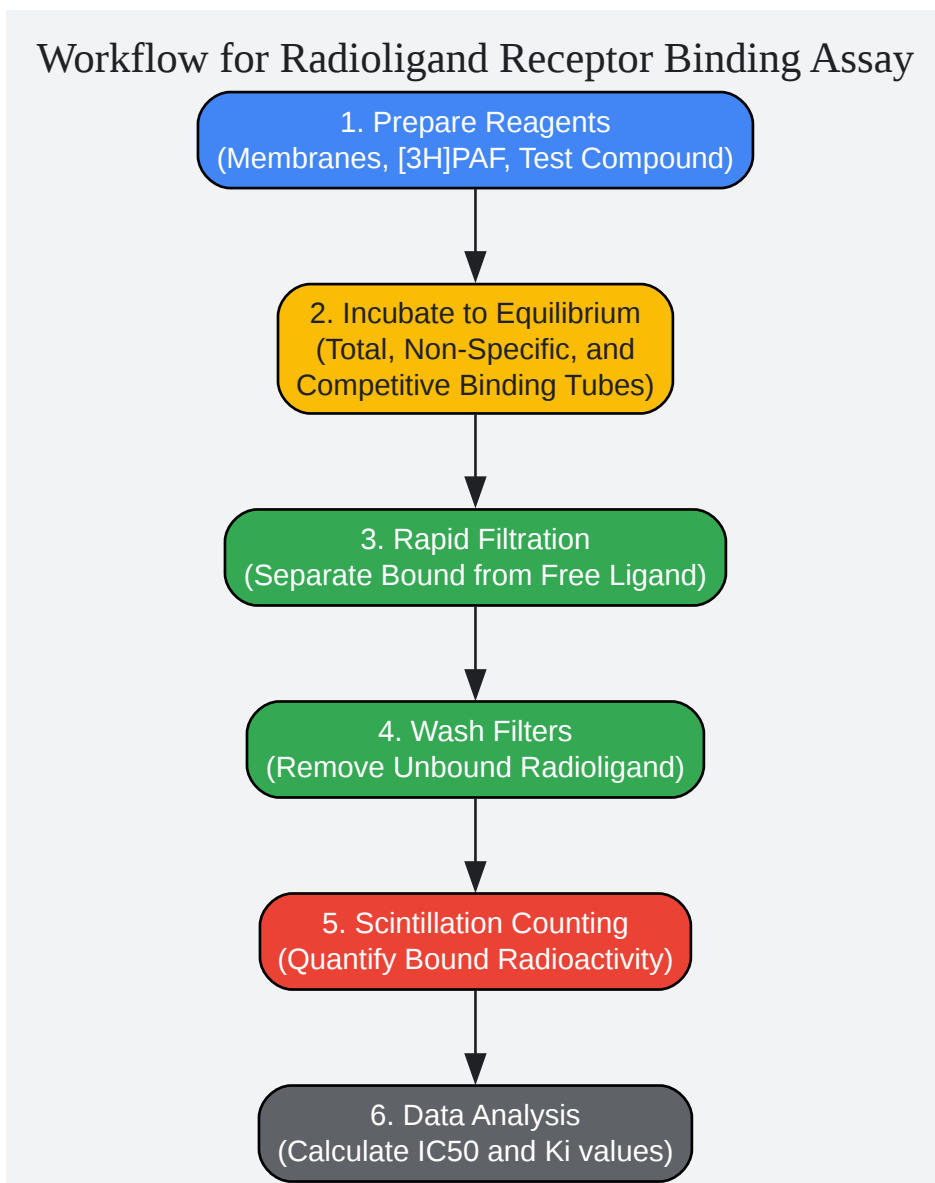 Workflow for Radioligand Receptor Binding Assay
1. Prepare Reagents
(Membranes, [3H]PAF, Test Compound)
2. Incubate to Equilibrium
(Total, Non-Specific, and
Competitive Binding Tubes)
3. Rapid Filtration
(Separate Bound from Free Ligand)
4. Wash Filters
(Remove Unbound Radioligand)
5. Scintillation Counting
(Quantify Bound Radioactivity)
6. Data Analysis
(Calculate IC50 and Ki values)